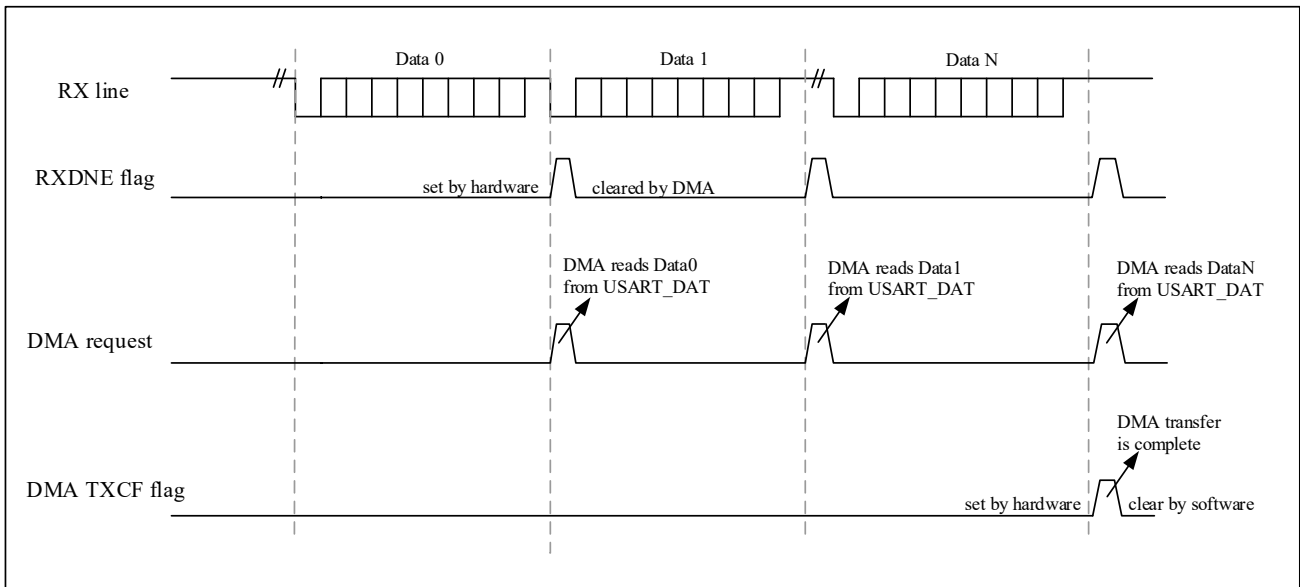 Data 0
Data 1
Data N
RX line
RXDNE flag
set by hardware
cleared by DMA
DMA reads Data0
from USART_DAT
DMA reads Data1
from USART_DAT
DMA reads DataN
from USART_DAT
DMA request
DMA transfer
is complete
DMA TXCF flag
set by hardware
clear by software